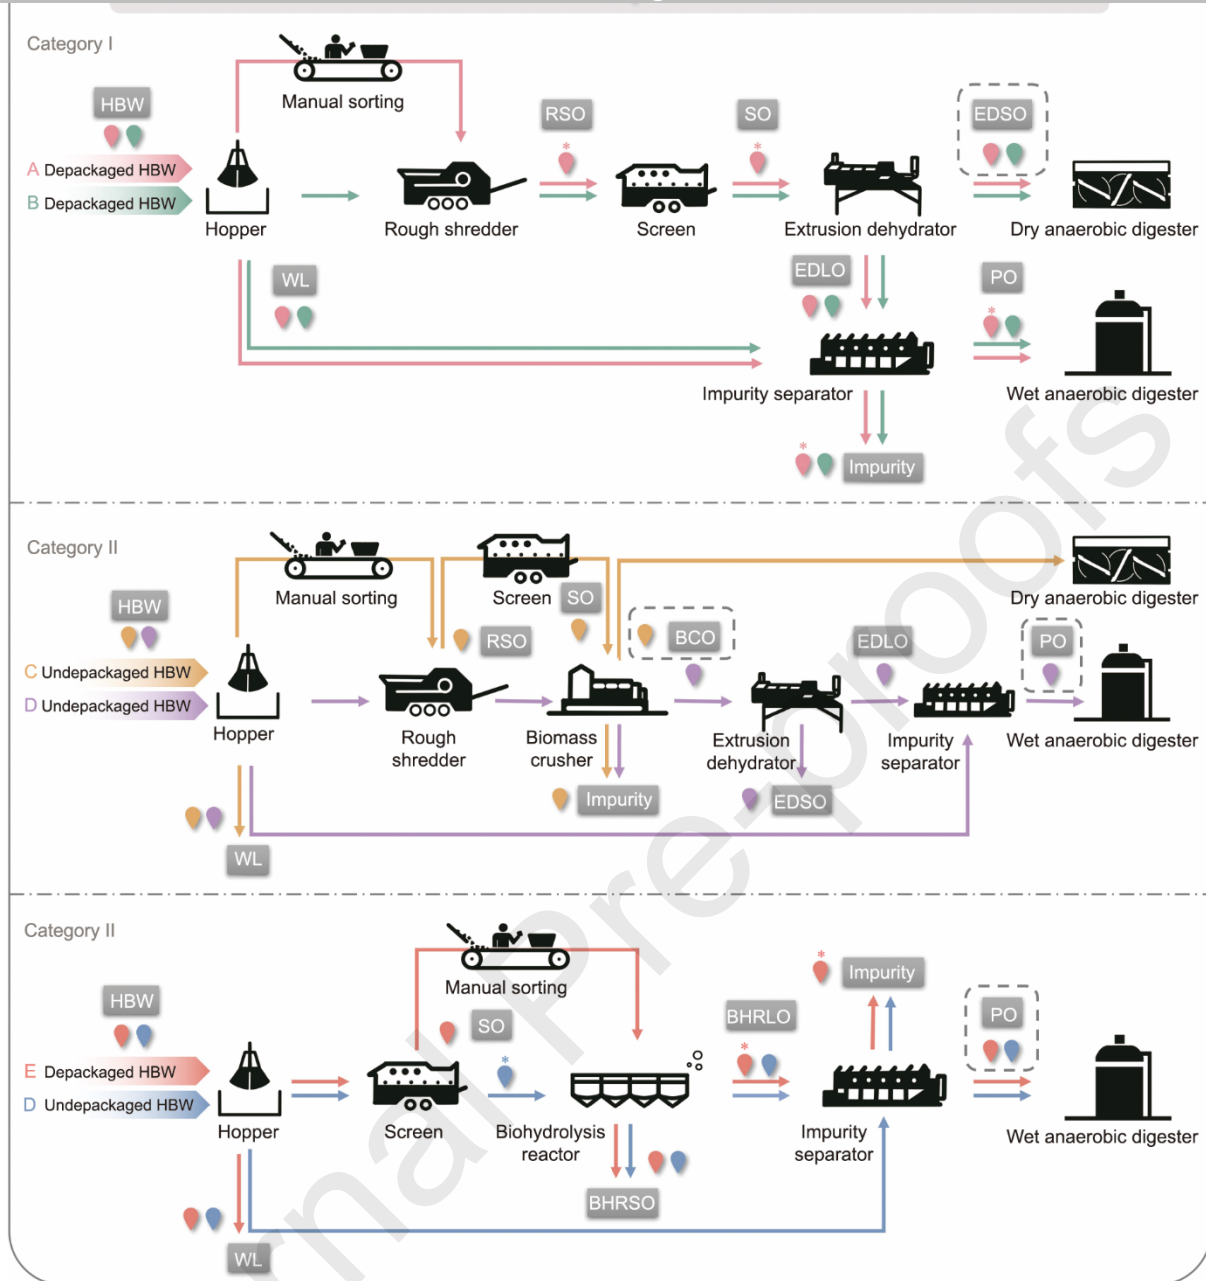 Category I
Manual sorting
HBW
RSO
SO
EDSO
*
*
A Depackaged HBW
B Depackaged HBW
Hopper
Rough shredder
Screen
Extrusion dehydrator
Dry anaerobic digester
WL
EDLO
PO
*
Impurity separator
Wet anaerobic digester
*
Impurity
Category II
Manual sorting
Screen
SO
Dry anaerobic digester
HBW
RSO
BCO
EDLO
PO
C Undepackaged HBW
D Undepackaged HBW
Hopper
Rough
shredder
Biomass
crusher
Extrusion
dehydrator
Impurity
separator
Wet anaerobic digester
Impurity
EDSO
WL
Category II
Manual sorting
*
Impurity
HBW
SO
BHRLO
PO
*
*
E Depackaged HBW
D Undepackaged HBW
Hopper
Screen
Biohydrolysis
reactor
Impurity
separator
Wet anaerobic digester
BHRSO
WL
rnal Pre-proofs